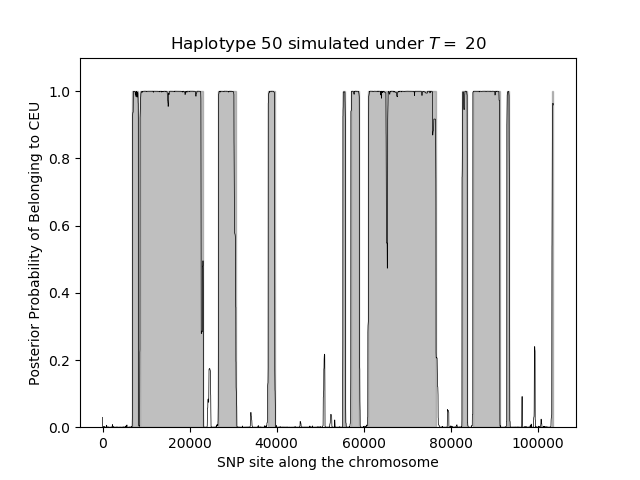 Haplotype 50 simulated under T = 20
Posterior Probability of Belonging to CEU
1.0
0.8
0.6
0.4
0.2
0.0
0 20000 40000 60000 80000 100000
SNP site along the chromosome